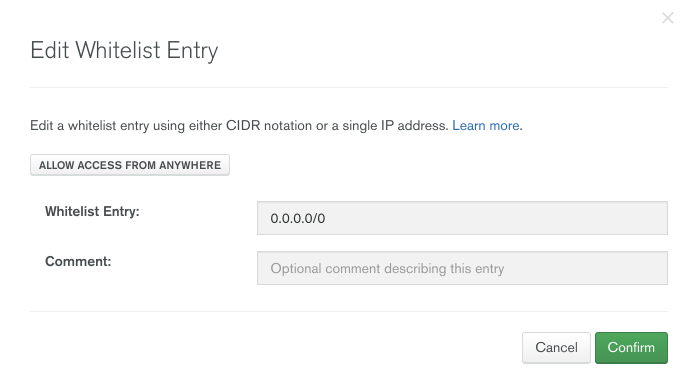 Edit Whitelist Entry
Edit a whitelist entry using either CIDR notation or a single IP address. Learn more.
ALLOW ACCESS FROM ANYWHERE
Whitelist Entry: 0.0.0.0/0
Comment: Optional comment describing this entry
Cancel Confirm